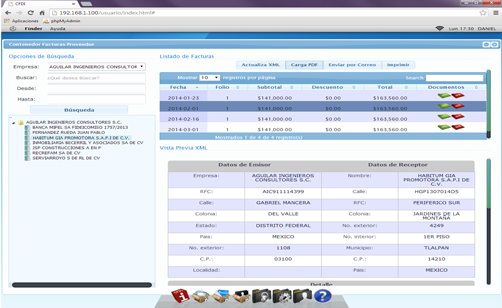 CFDI
192.168.1.100/uxuario/index.html#
Aplicaciones phpMyAdmin
Finder Ayuda Lun 17:30 DANIEL
Contenedor Facturas Proveedor
Opciones de Búsqueda
Empresa: AGUILAR INGENIEROS CONSULTOR
Buscar: ¿Qué desea Buscar?
Desde:
Hasta:
Búsqueda
AGUILAR INGENIEROS CONSULTORES S.C.
BANCA MIFEL SA FIDEICOMISO 1757/2013
FERNANDEZ RUEDA JUAN PABLO
HABITUM GIA PROMOTORA S.A.P.I DE C.V
INMOBILIARIA BECERRIL Y ASOCIADOS SA DE CV
JSP CONSTRUCCIONES A EN P
RECREFAM SA DE CV
SERVIARROYO S DE RL DE CV
Listado de Facturas
Actualiza XML Carga PDF Enviar por Correo Imprimir
Mostrar 10 registros por página Search:
Fecha Folio Subtotal Descuento Total Documentos
2014-01-23 1 $141,000.00 $0.00 $163,560.00
2014-02-05 1 $141,000.00 $0.00 $163,560.00
2014-02-16 1 $141,000.00 $0.00 $163,560.00
2014-03-01 1 $141,000.00 $0.00 $163,560.00
Mostrados 1 de 4 de 4 registro(s)
Vista Previa XML
Datos de Emisor Datos de Receptor
Empresa: AGUILAR INGENIEROS CONSULTORES S.C. Nombre: HABITUM GIA PROMOTORA S.A.P.I DE C.V
RFC: AIC911114399 RFC: HGP1307014D5
Calle: GABRIEL MANCERA Calle: PERIFERICO SUR
Colonia: DEL VALLE Colonia: JARDINES DE LA MONTAÑA
Estado: DISTRITO FEDERAL No. exterior: 4249
Pais: MEXICO No. interior: 1ER PISO
No. exterior: 1108 Municipio: TLALPAN
C.P.: 03100 C.P.: 14210
Localidad: Pais: MEXICO
Detalle